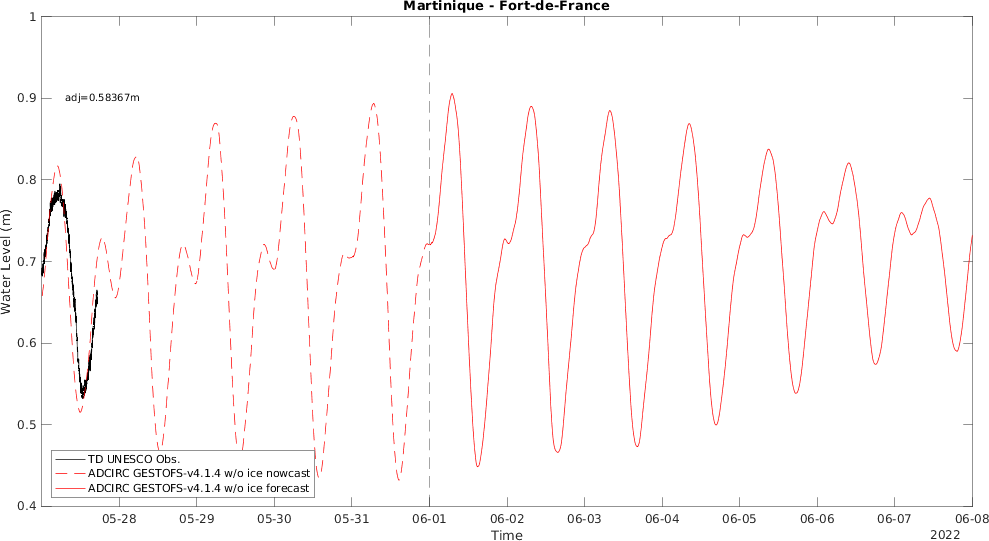 Martinique - Fort-de-France
1
0.9
0.8
0.7
0.6
0.5
0.4
Water Level (m)
adj=0.58367m
TD UNESCO Obs.
ADCIRC GESTOFS-v4.1.4 w/o ice nowcast
ADCIRC GESTOFS-v4.1.4 w/o ice forecast
05-28 05-29 05-30 05-31 06-01 06-02 06-03 06-04 06-05 06-06 06-07 06-08
Time
2022